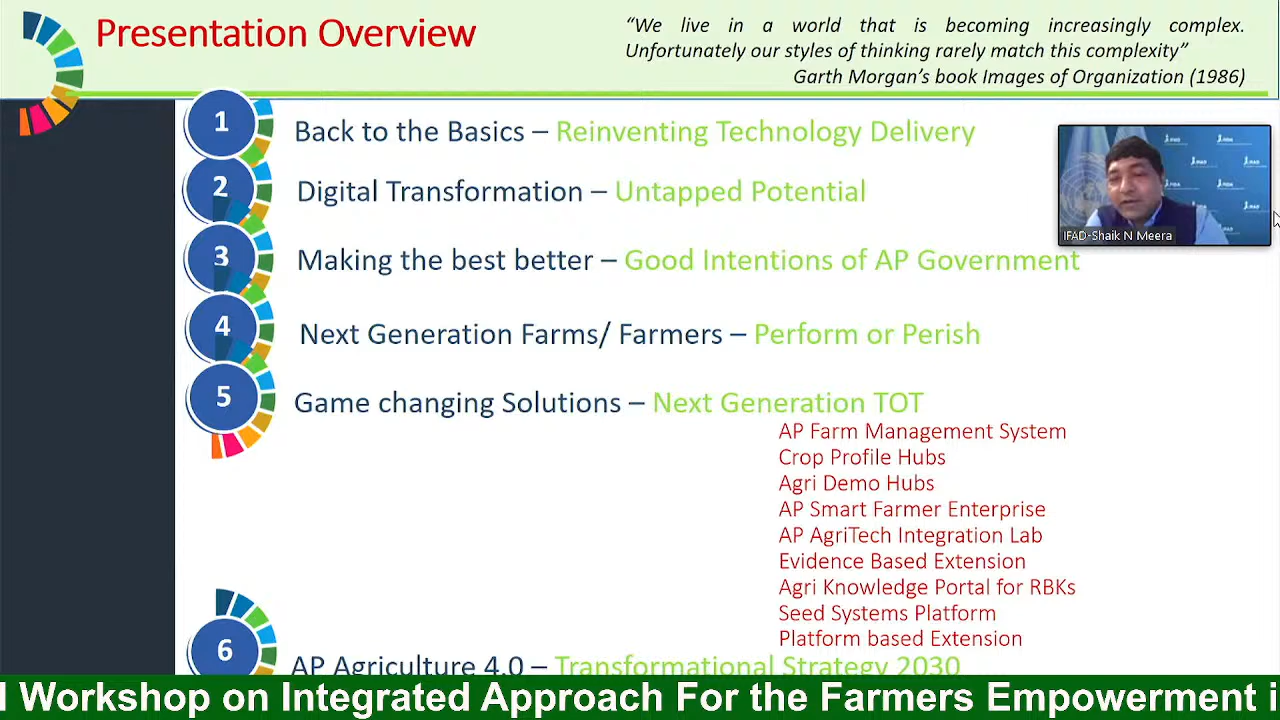 Presentation Overview
“We live in a world that is becoming increasingly complex.
Unfortunately our styles of thinking rarely match this complexity”
Garth Morgan’s book Images of Organization (1986)
1
Back to the Basics – Reinventing Technology Delivery
2
Digital Transformation – Untapped Potential
IFAD-Shaik N Meera
3
Making the best better – Good Intentions of AP Government
4
Next Generation Farms/ Farmers – Perform or Perish
5
Game changing Solutions – Next Generation TOT
AP Farm Management System
Crop Profile Hubs
Agri Demo Hubs
AP Smart Farmer Enterprise
AP AgriTech Integration Lab
Evidence Based Extension
Agri Knowledge Portal for RBKs
Seed Systems Platform
Platform based Extension
6
AP Agriculture 4.0 – Transformational Strategy 2030
Workshop on Integrated Approach For the Farmers Empowerment